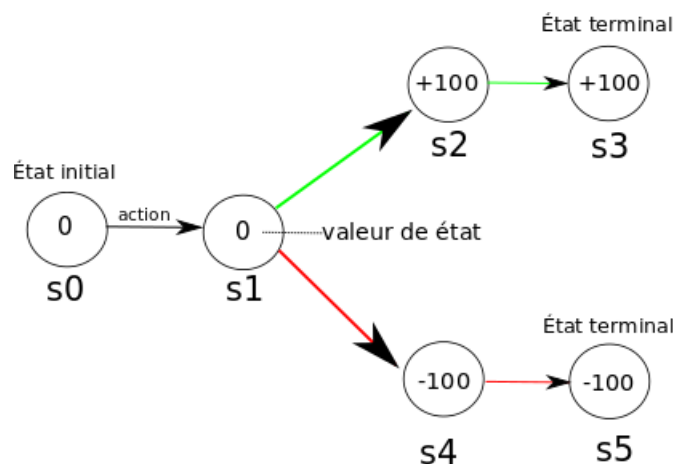 État terminal
+100
+100
s2
s3
État initial
0
action
0
valeur de état
s0
s1
État terminal
-100
-100
s4
s5